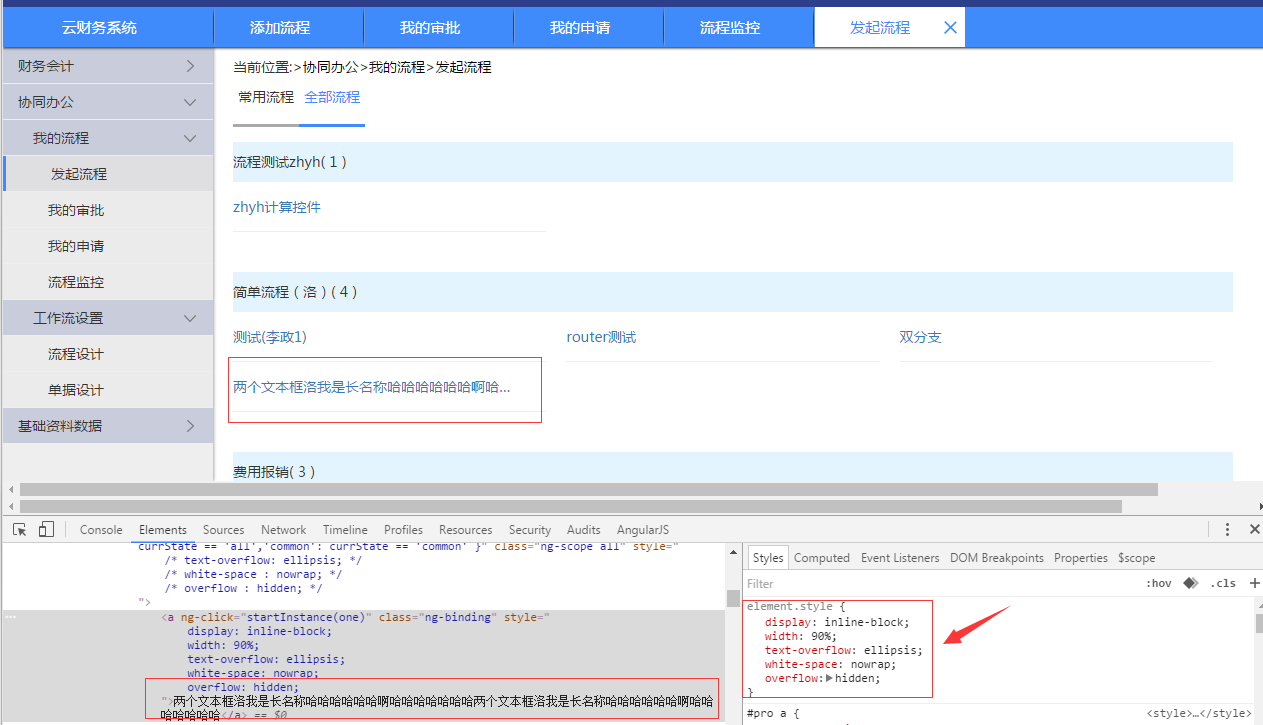 云财务系统 添加流程 我的审批 我的申请 流程监控 发起流程
财务会计
协同办公
我的流程
发起流程
我的审批
我的申请
流程监控
工作流设置
流程设计
单据设计
基础资料数据
当前位置:>协同办公>我的流程>发起流程
常用流程 全部流程
流程测试zhyh( 1 )
zhyh计算控件
简单流程 ( 洛 ) ( 4 )
测试(李政1) router测试 双分支
两个文本框洛我是长名称哈哈哈哈哈哈啊哈...
费用报销( 3 )
Console Elements Sources Network Timeline Profiles Resources Security Audits AngularJS
currState == 'all','common': currState == 'common' }" class="ng-scope all" style="
/* text-overflow: ellipsis; */
/* white-space : nowrap; */
/* overflow : hidden; */
">
<a ng-click="startInstance(one)" class="ng-binding" style="
display: inline-block;
width: 90%;
text-overflow: ellipsis;
white-space: nowrap;
overflow: hidden;
">两个文本框洛我是长名称哈哈哈哈哈哈啊哈哈哈哈哈哈哈两个文本框洛我是长名称哈哈哈哈哈哈啊哈哈
哈哈哈哈哈</a> == $0
Styles Computed Event Listeners DOM Breakpoints Properties $scope
Filter :hov .cls +
element.style {
display: inline-block;
width: 90%;
text-overflow: ellipsis;
white-space: nowrap;
overflow: hidden;
}
#pro a { <style>…</style>